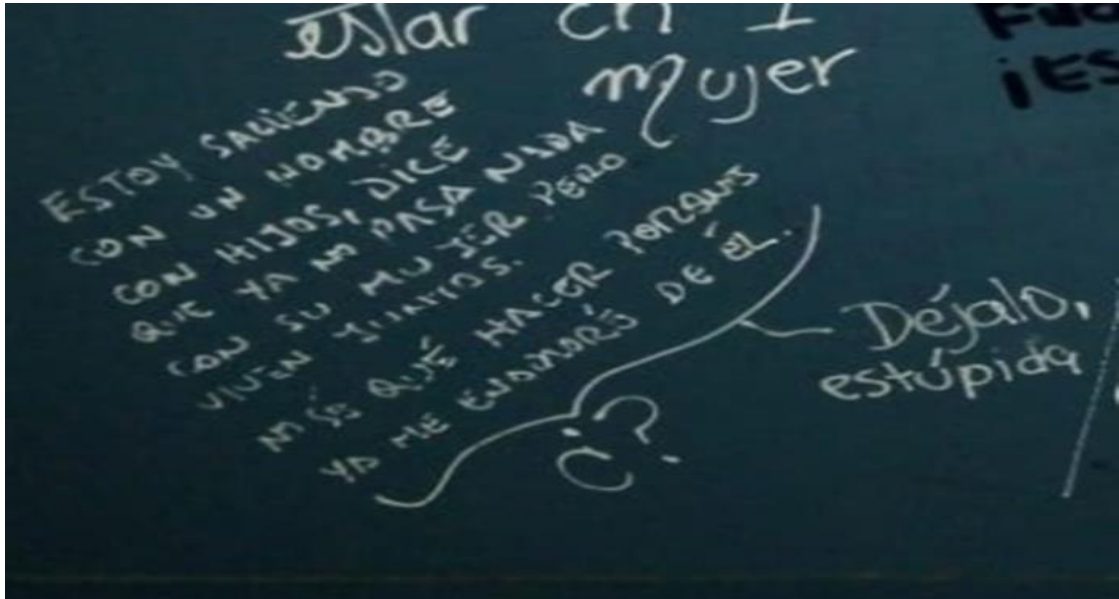 estar en 1
mujer
ESTOY SALIENDO
CON UN HOMBRE
CON HIJOS, DICE
QUE YA NO PASA NADA
CON SU MUJER PERO
VIVEN JUNTOS.
NO SÉ QUÉ HACER PORQUE
YA ME ENAMORÉ DE ÉL.
¿?
Déjalo,
estúpida
¡ES